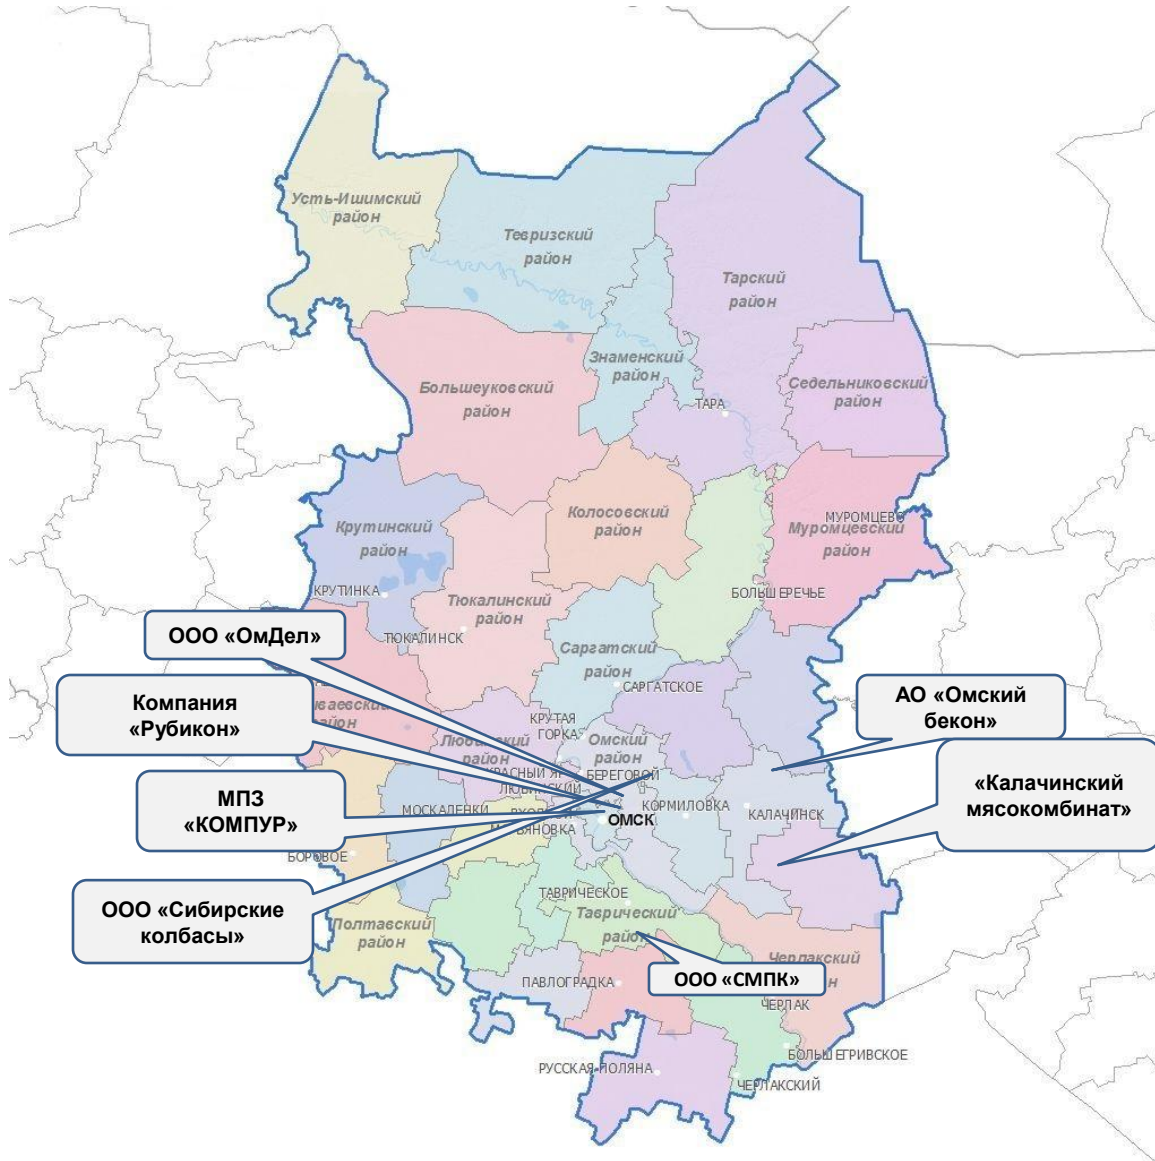 Усть-Ишимский
район
Тевризский
район
Тарский
район
Знаменский
район
Большеуковский
район
Седельниковский
район
ТАРА
Колосовский
район
Крутинский
район
МУРОМЦЕВО
Муромцевский
район
КРУТИНКА
Тюкалинский
район
БОЛЬШЕРЕЧЬЕ
ТЮКАЛИНСК
ООО «ОмДел»
Саргатский
район
САРГАТСКОЕ
Компания
«Рубикон»
АО «Омский
бекон»
район
КРУТАЯ
ГОРКА
Омский
район
БЕРЕГОВОЙ
«Калачинский
мясокомбинат»
МПЗ
«КОМПУР»
МОСКАЛЕНКИ
КОРМИЛОВКА
КАЛАЧИНСК
ОМСК
БОРОВОЕ
ООО «Сибирские
колбасы»
ТАВРИЧЕСКОЕ
Таврический
район
Полтавский
район
Черлакский
ООО «СМПК»
ПАВЛОГРАДКА
ЧЕРЛАК
БОЛЬШЕГРИВСКОЕ
РУССКАЯ ПОЛЯНА
ЧЕРЛАКСКИЙ